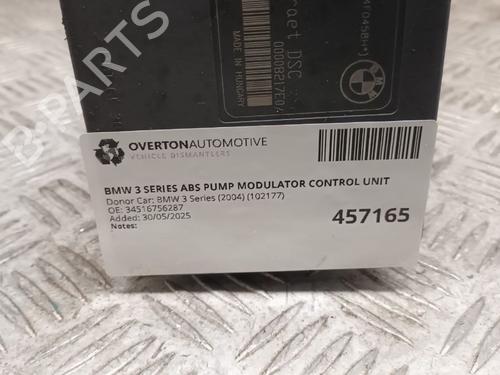 PARTS
MADE IN HUNGARY
DSC
BMW
OVERTONAUTOMOTIVE
VEHICLE DISMANTLERS
BMW 3 SERIES ABS PUMP MODULATOR CONTROL UNIT
Donor Car: BMW 3 Series (2004) (102177)
OE: 34516756287
Added: 30/05/2025
Notes:
457165